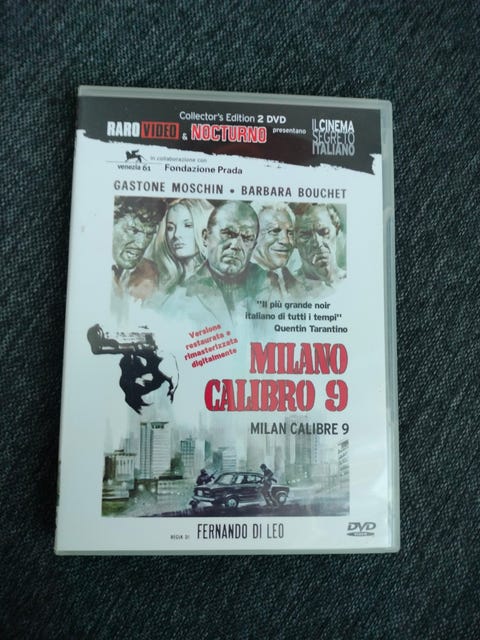 Collector's Edition 2 DVD
RAROVIDEO & NOCTURNO presentano
IL CINEMA
SEGRETO
ITALIANO
venezia 61
in collaborazione con
Fondazione Prada
GASTONE MOSCHIN • BARBARA BOUCHET
"Il più grande noir
italiano di tutti i tempi"
Quentin Tarantino
Versione
restaurata e
rimasterizzata
digitalmente
MILANO
CALIBRO 9
MILAN CALIBRE 9
REGIA DI FERNANDO DI LEO
DVD
VIDEO